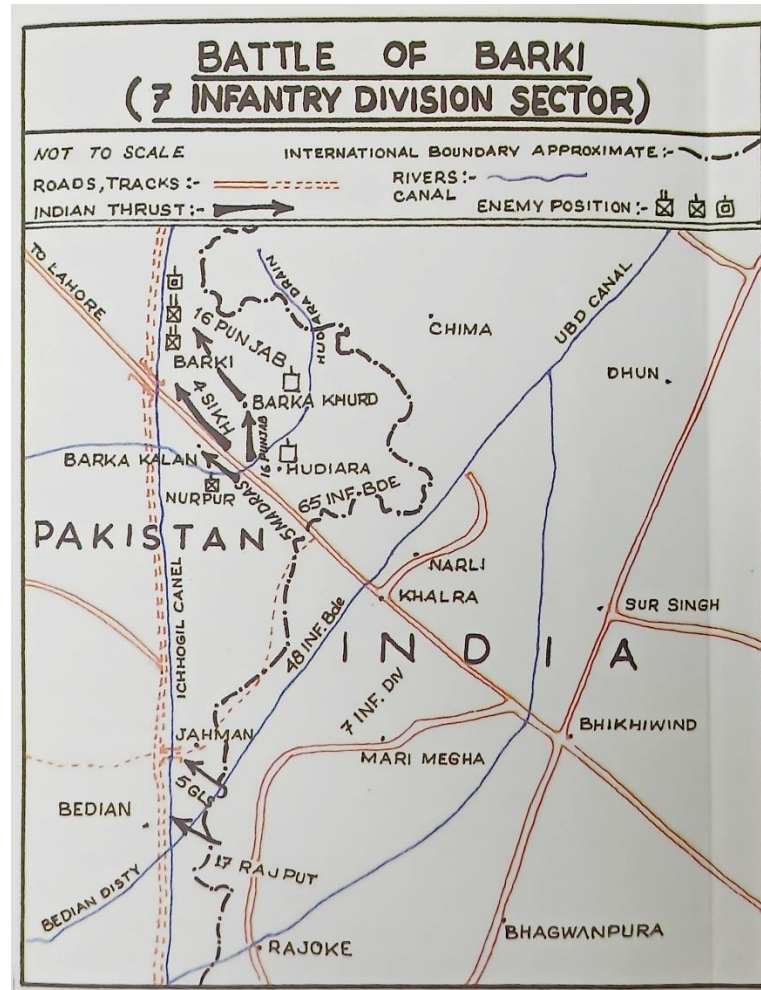 BATTLE OF BARKI
(7 INFANTRY DIVISION SECTOR)
NOT TO SCALE
INTERNATIONAL BOUNDARY APPROXIMATE:-
ROADS, TRACKS:-
RIVERS:-
CANAL
INDIAN THRUST:-
ENEMY POSITION:-
TO LAHORE
HUDIARA DRAIN
UBD CANAL
16 PUNJAB
CHIMA
BARKI
DHUN
4 SIKH
BARKA KHURD
16 PUNJAB
BARKA KALAN
HUDIARA
NURPUR
5 MADRAS
65 INF. BDE
PAKISTAN
NARLI
KHALRA
SUR SINGH
ICHHOGIL CANEL
48 INF. Bde
INDIA
7 INF. DIV
BHIKHIWIND
JAHMAN
MARI MEGHA
5 GLS
BEDIAN
17 RAJPUT
BEDIAN DISTY
BHAGWANPURA
RAJOKE